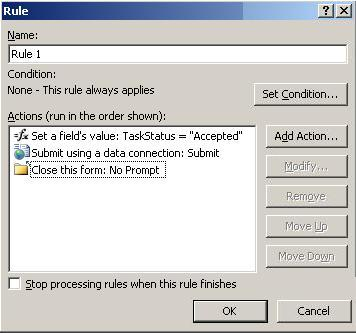 Rule
Name:
Rule 1
Condition:
None - This rule always applies
Set Condition...
Actions (run in the order shown):
Set a field's value: TaskStatus = "Accepted"
Submit using a data connection: Submit
Close this form: No Prompt
Add Action...
Modify...
Remove
Move Up
Move Down
Stop processing rules when this rule finishes
OK
Cancel